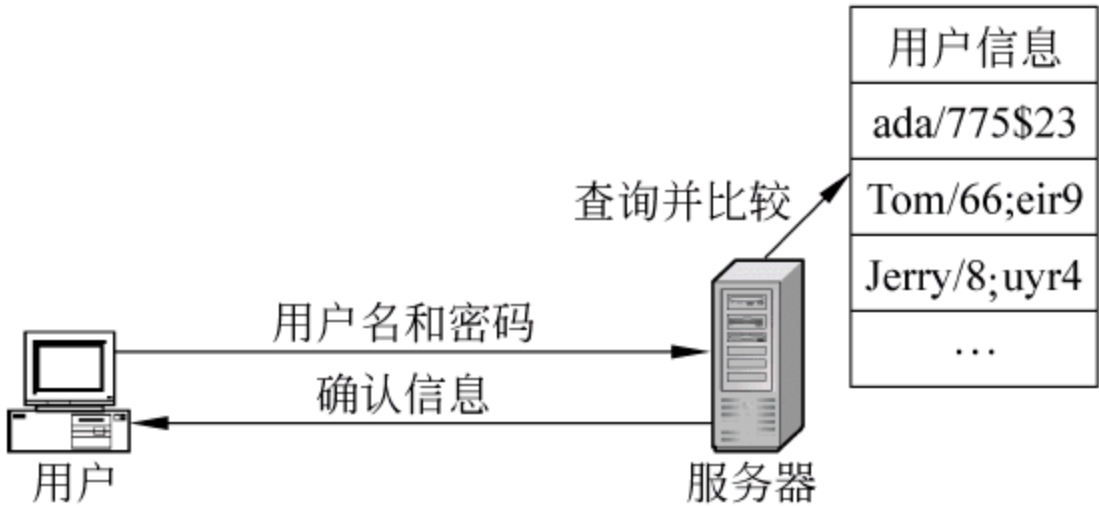 用户信息
ada/775$23
Tom/66;eir9
Jerry/8;uyr4
…
查询并比较
用户名和密码
确认信息
用户
服务器